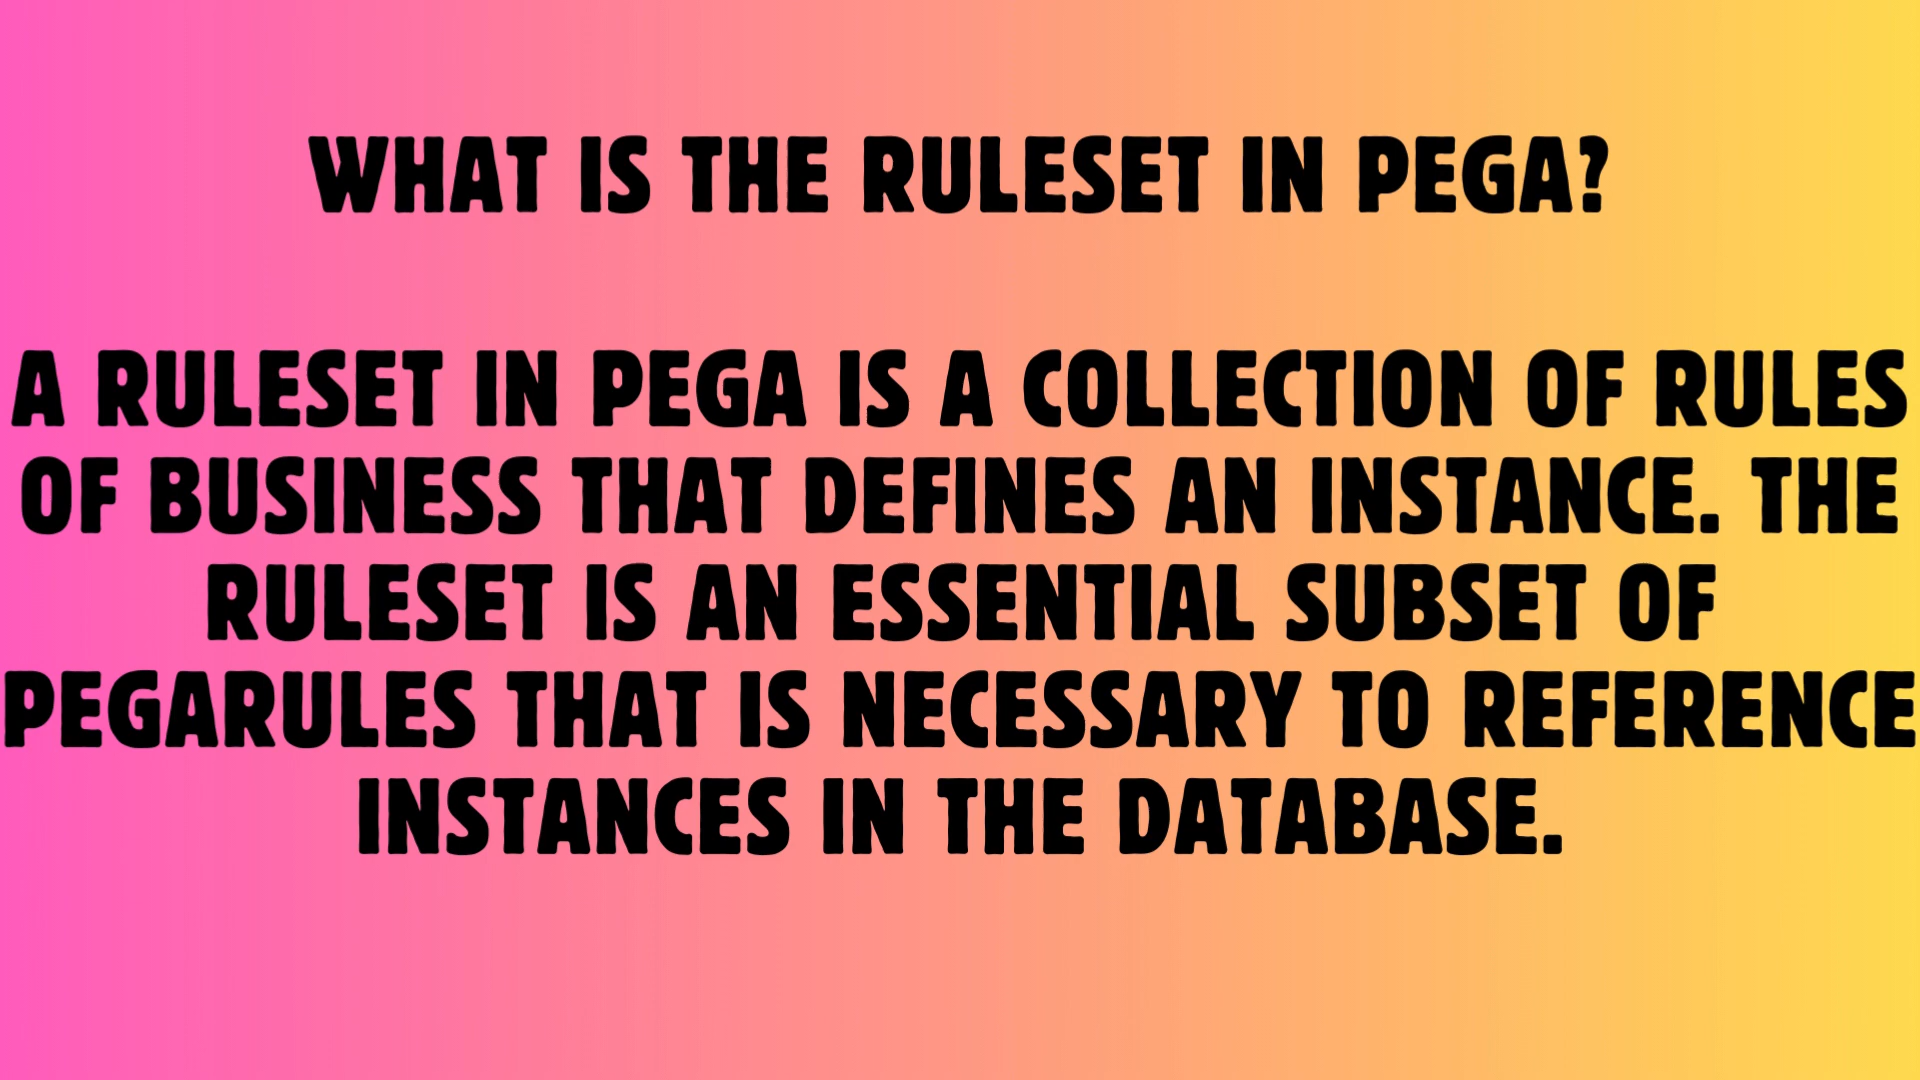 WHAT IS THE RULESET IN PEGA?
A RULESET IN PEGA IS A COLLECTION OF RULES
OF BUSINESS THAT DEFINES AN INSTANCE. THE
RULESET IS AN ESSENTIAL SUBSET OF
PEGARULES THAT IS NECESSARY TO REFERENCE
INSTANCES IN THE DATABASE.